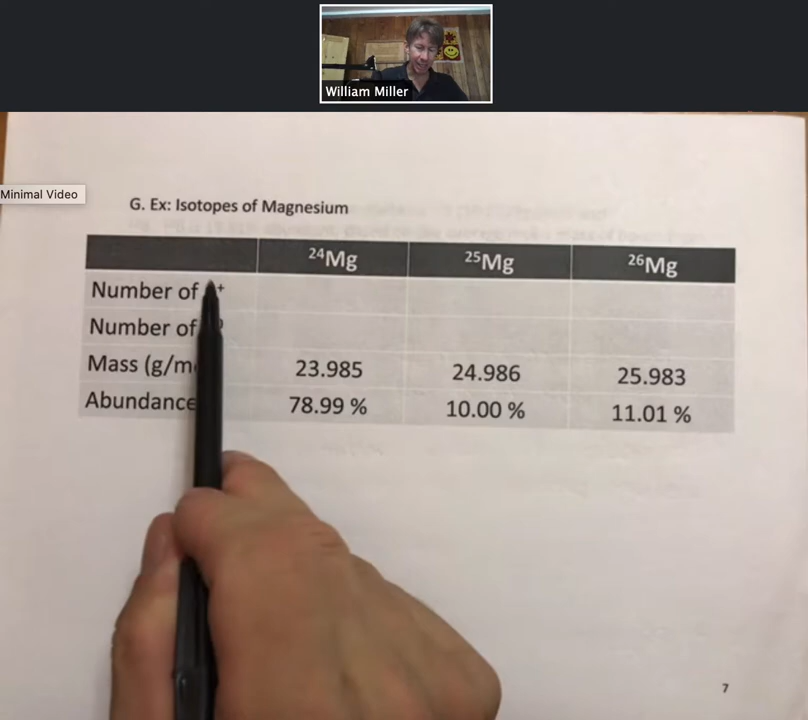 William Miller
Minimal Video
G. Ex: Isotopes of Magnesium
²⁴Mg ²⁵Mg ²⁶Mg
Number of
Number of
Mass (g/m 23.985 24.986 25.983
Abundance 78.99 % 10.00 % 11.01 %
7